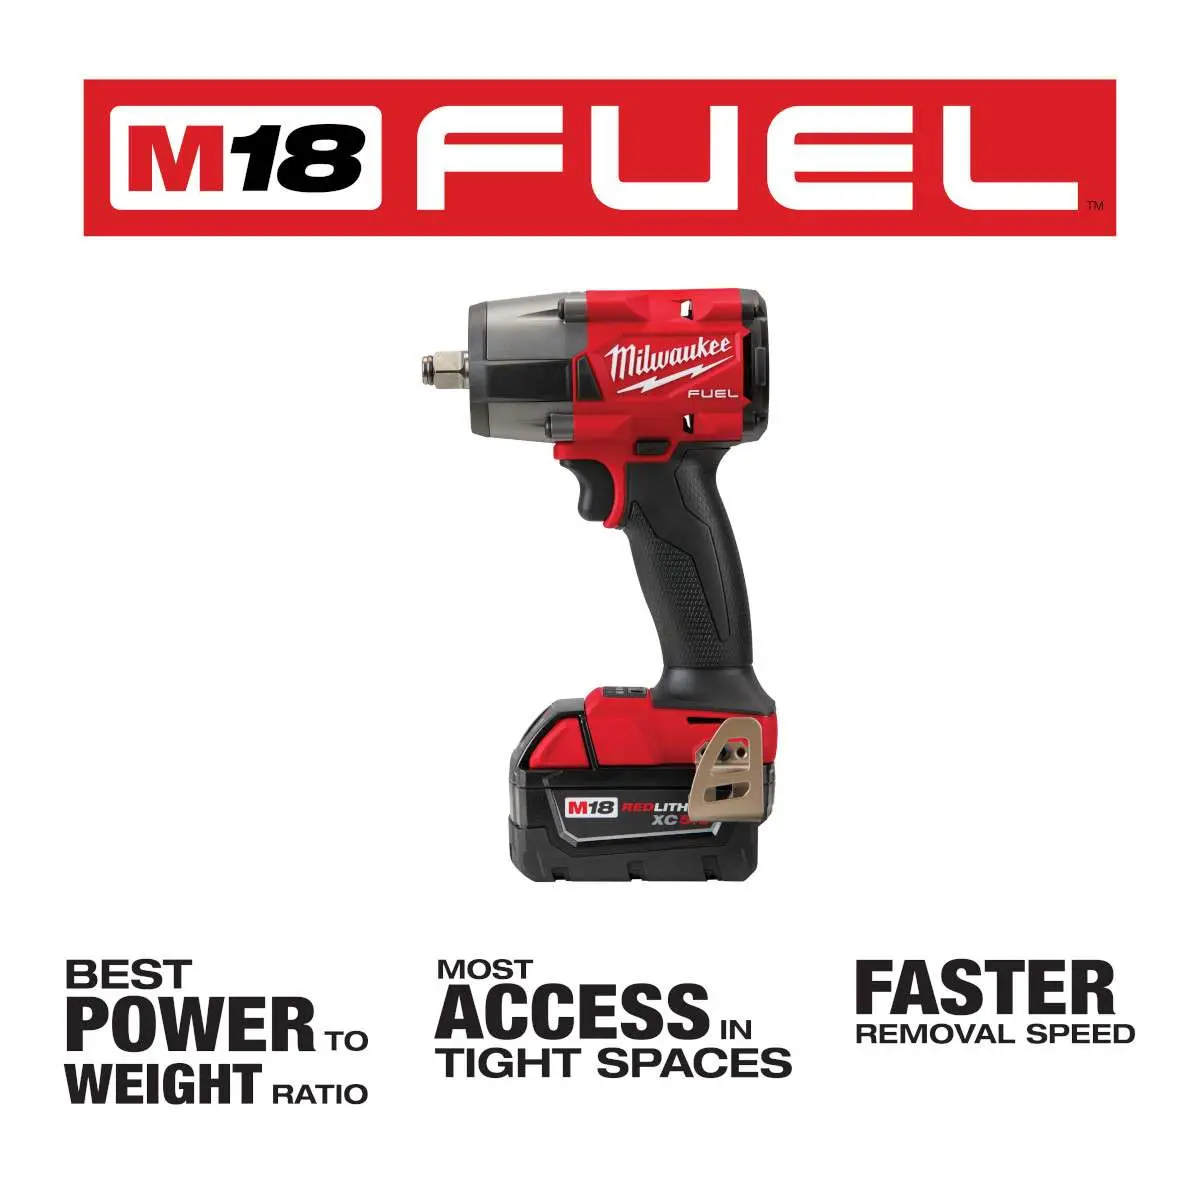 M18 FUEL™
Milwaukee
FUEL
M18 REDLITH
XC
BEST
POWER TO
WEIGHT RATIO
MOST
ACCESS IN
TIGHT SPACES
FASTER
REMOVAL SPEED